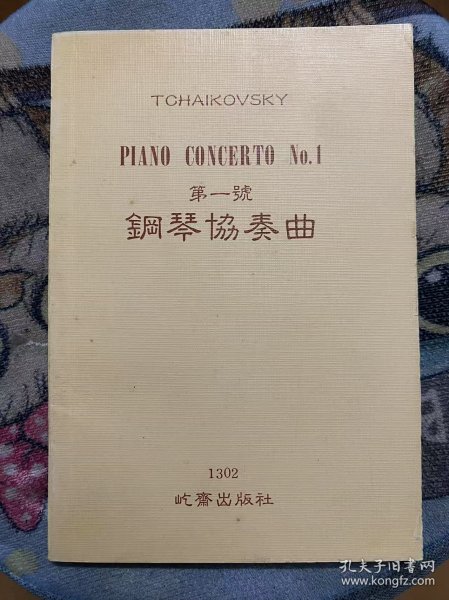 TCHAIKOVSKY
PIANO CONCERTO No.1
第一號
鋼琴協奏曲
1302
屹齋出版社
孔夫子旧书网
www.kongfz.com